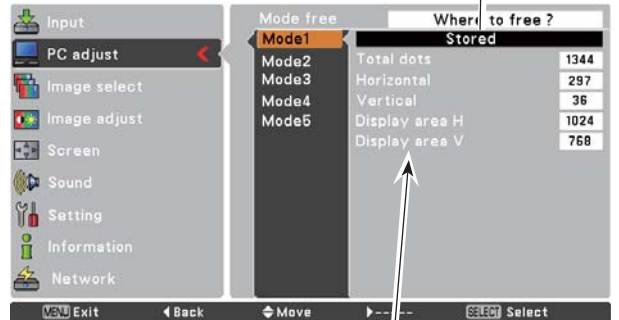 Input
PC adjust
Image select
Image adjust
Screen
Sound
Setting
Information
Network
Mode free
Where to free ?
Mode1
Mode2
Mode3
Mode4
Mode5
Stored
Total dots 1344
Horizontal 297
Vertical 36
Display area H 1024
Display area V 768
MENU Exit
Back
Move
-----
SELECT Select